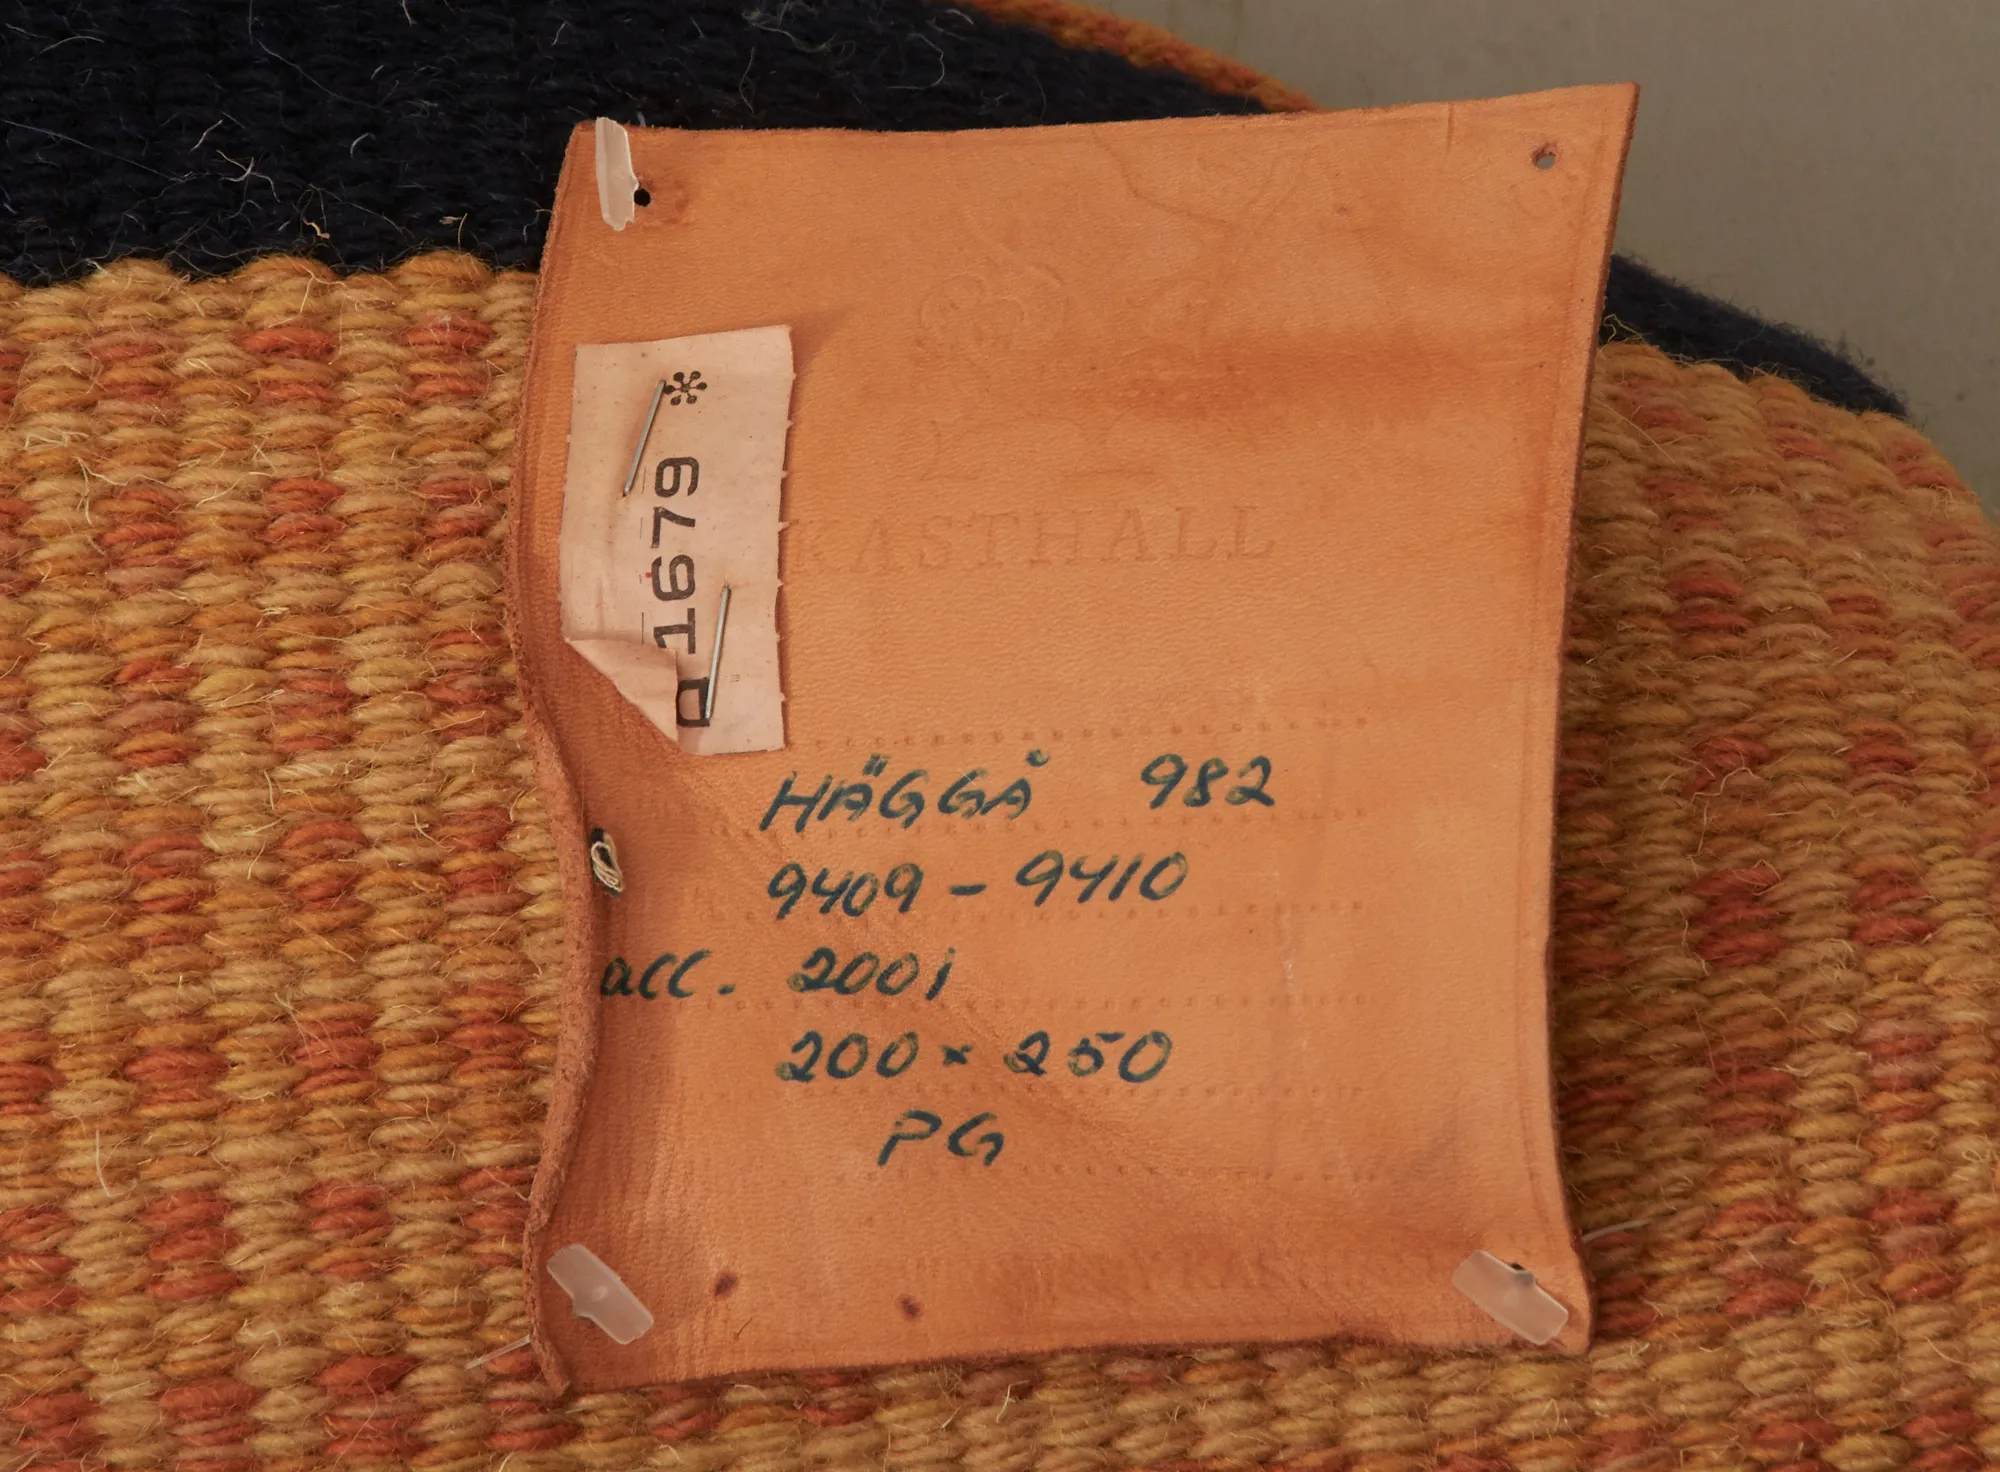 * 1679
KASTHALL
HÄGGÅ 982
9409 - 9410
acc. 2001
200 × 250
PG